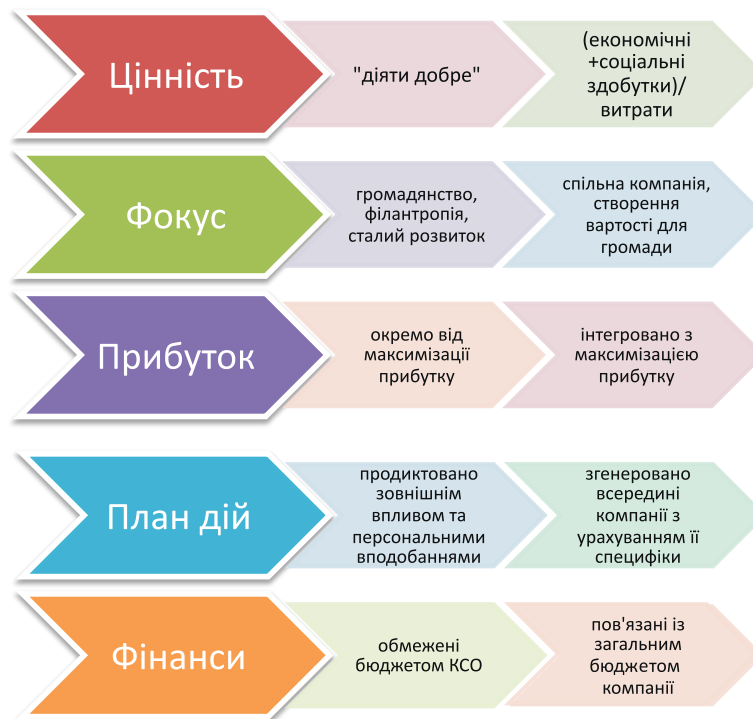 Цінність
"діяти добре"
(економічні
+соціальні
здобутки)/
витрати
Фокус
громадянство,
філантропія,
сталий розвиток
спільна компанія,
створення
вартості для
громади
Прибуток
окремо від
максимізації
прибутку
інтегровано з
максимізацією
прибутку
План дій
продиктовано
зовнішнім
впливом та
персональними
вподобаннями
згенеровано
всередині
компанії з
урахуванням її
специфіки
Фінанси
обмежені
бюджетом КСО
пов'язані із
загальним
бюджетом
компанії